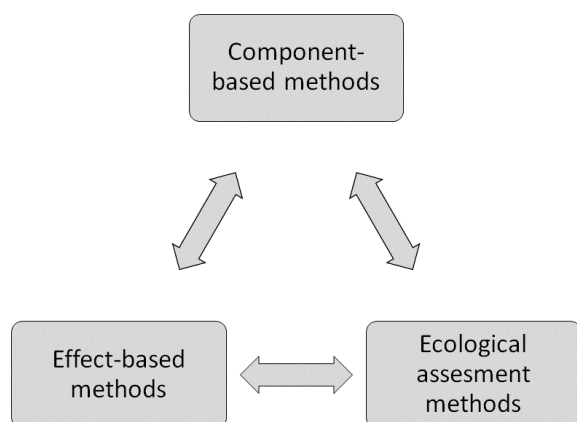 Component-
based methods
Effect-based
methods
Ecological
assesment
methods